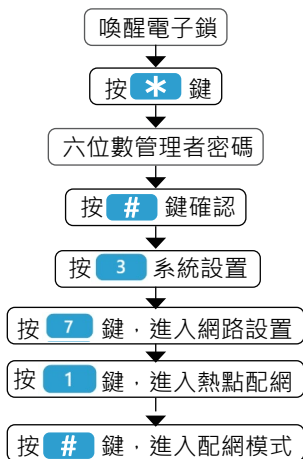 喚醒電子鎖
按 * 鍵
六位數管理者密碼
按 # 鍵確認
按 3 系統設置
按 7 鍵，進入網路設置
按 1 鍵，進入熱點配網
按 # 鍵，進入配網模式